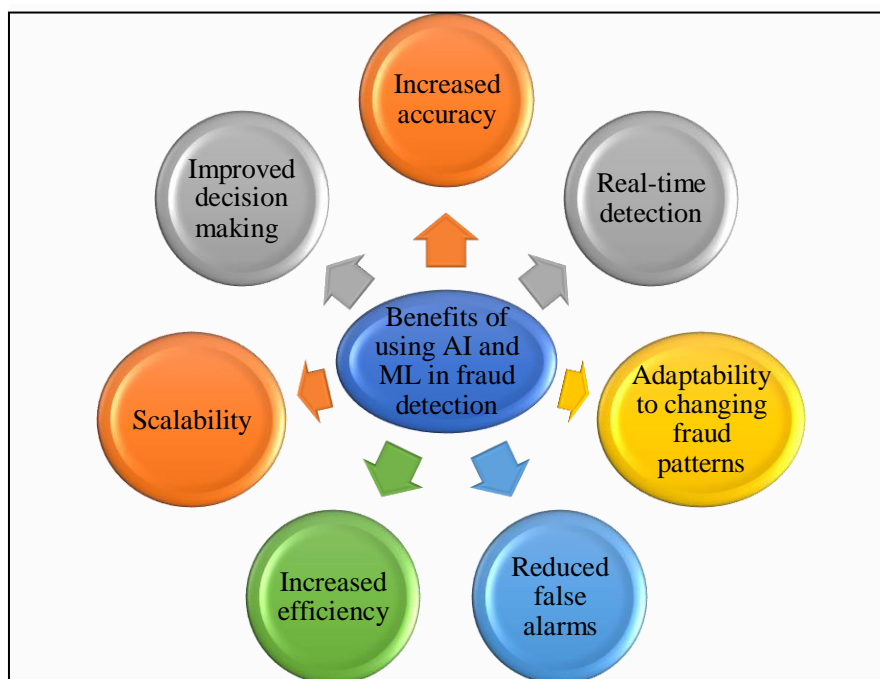 Increased
accuracy
Improved
decision
making
Real-time
detection
Benefits of
using AI and
ML in fraud
detection
Scalability
Adaptability
to changing
fraud
patterns
Increased
efficiency
Reduced
false
alarms